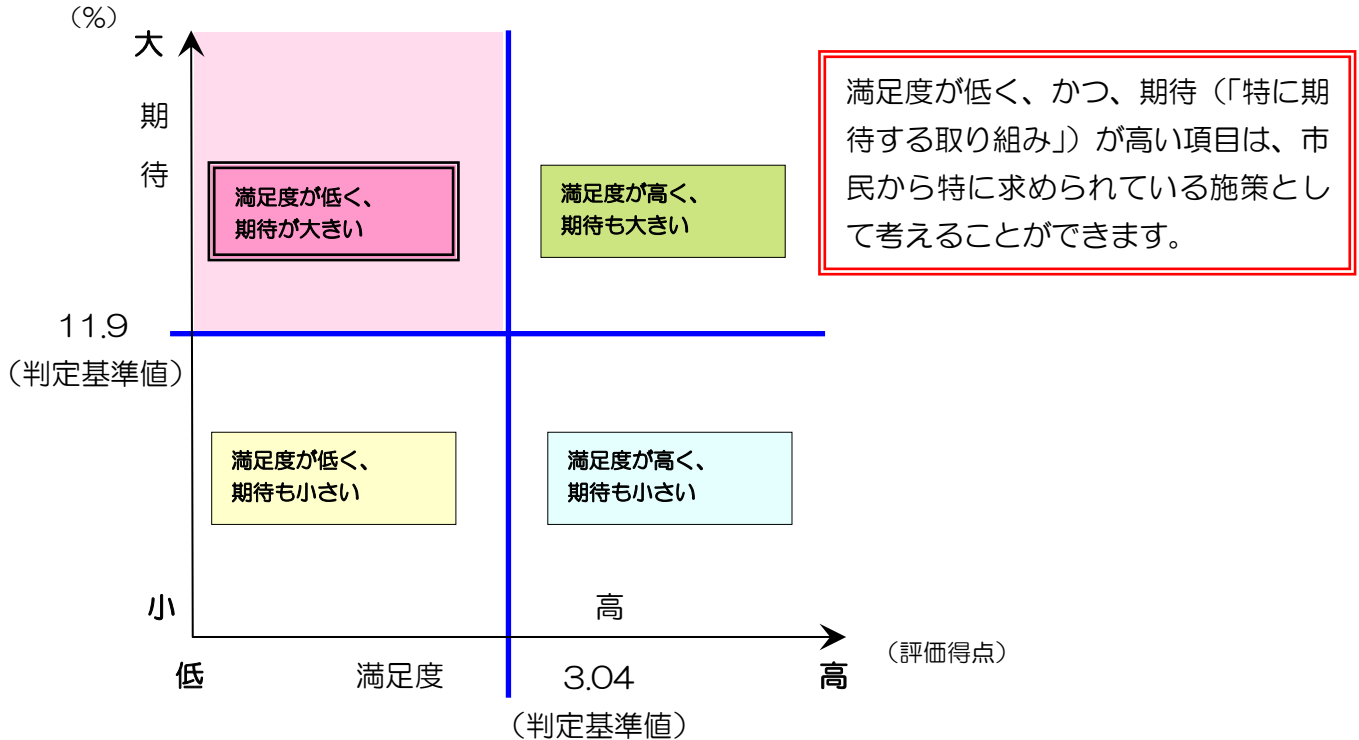 (%)
大
期
待
満足度が低く、
期待が大きい
満足度が高く、
期待も大きい
満足度が低く、かつ、期待(「特に期
待する取り組み」)が高い項目は、市
民から特に求められている施策とし
て考えることができます。
11.9
(判定基準値)
満足度が低く、
期待も小さい
満足度が高く、
期待も小さい
小
高
(評価得点)
低
満足度
3.04
高
(判定基準値)